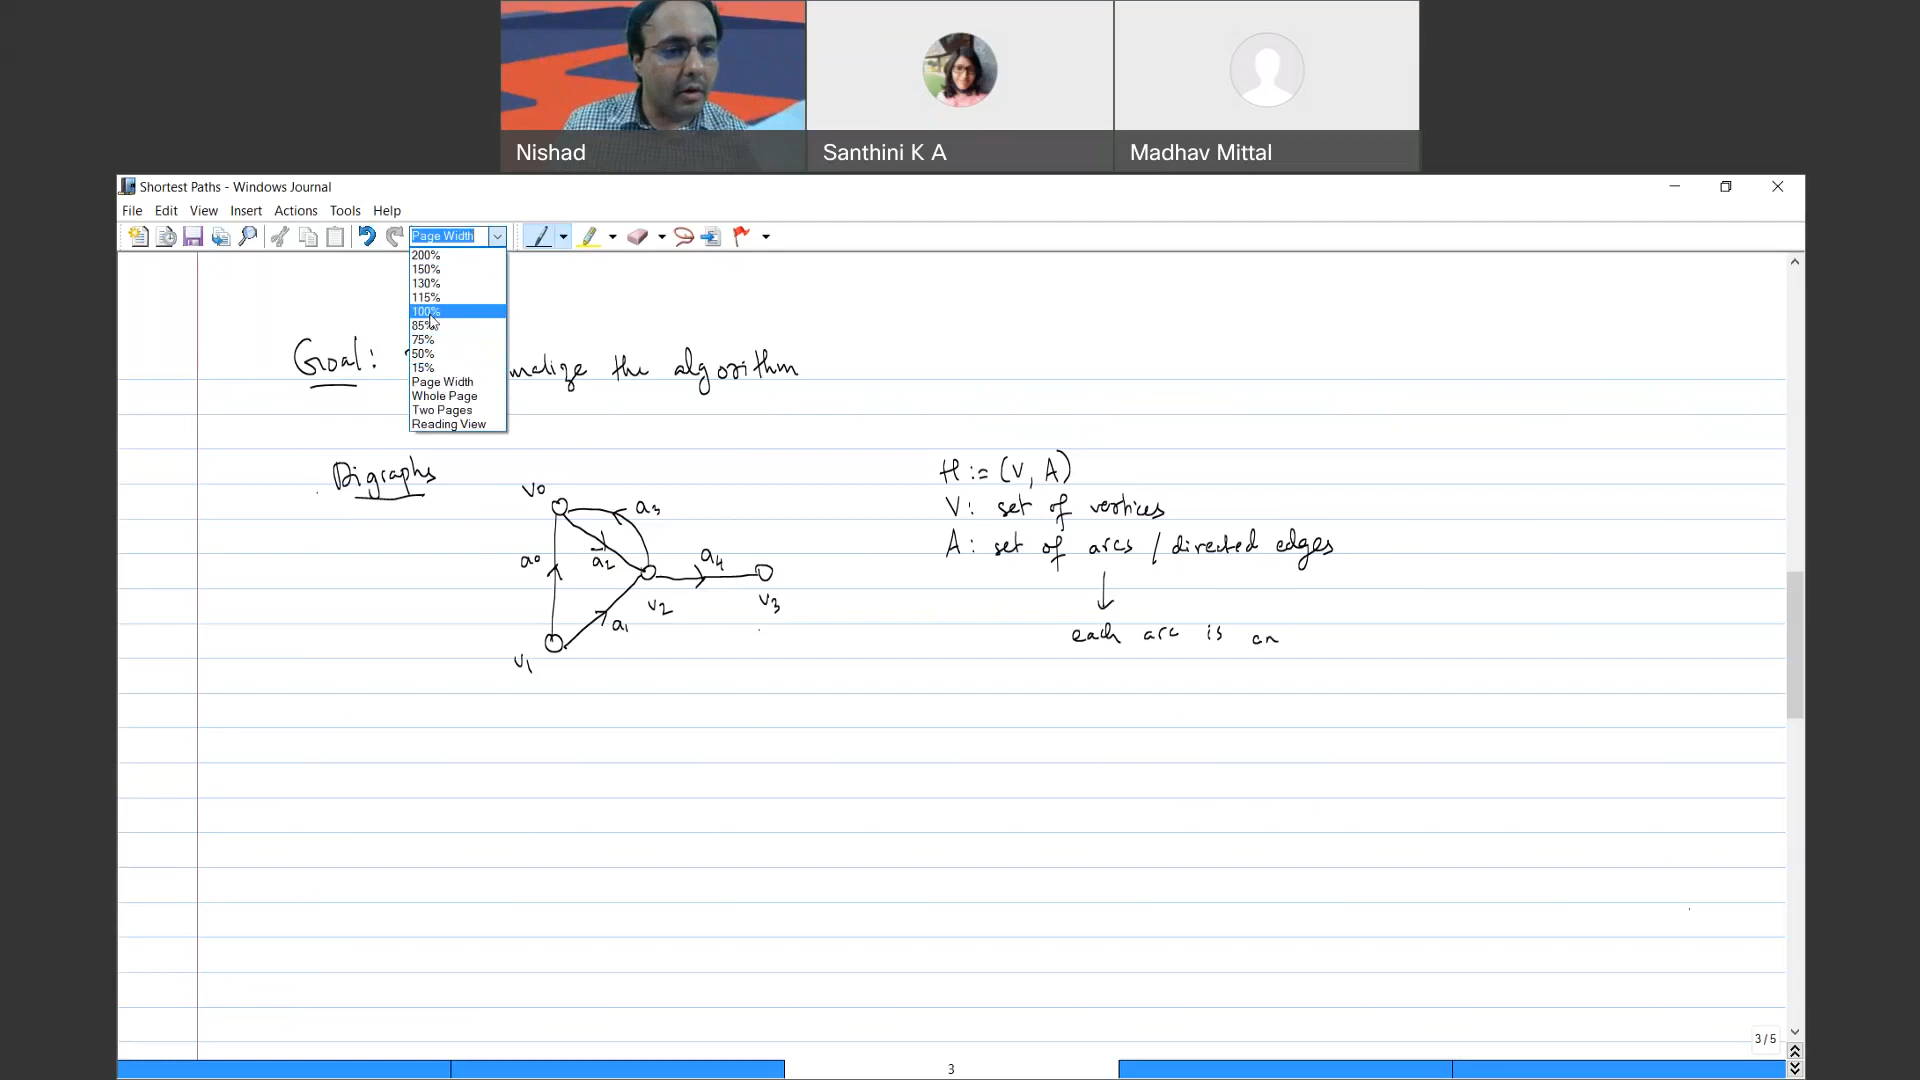 Nishad
Santhini K A
Madhav Mittal
Shortest Paths - Windows Journal
File Edit View Insert Actions Tools Help
Page Width
200%
150%
130%
115%
100%
85%
75%
50%
15%
Page Width
Whole Page
Two Pages
Reading View
Goal: malize the algorithm
Digraphs
v0
a3
a0
a2
a4
v2
v3
a1
v1
H := (V, A)
V: set of vertices
A: set of arcs / directed edges
each arc is an
3 / 5
3